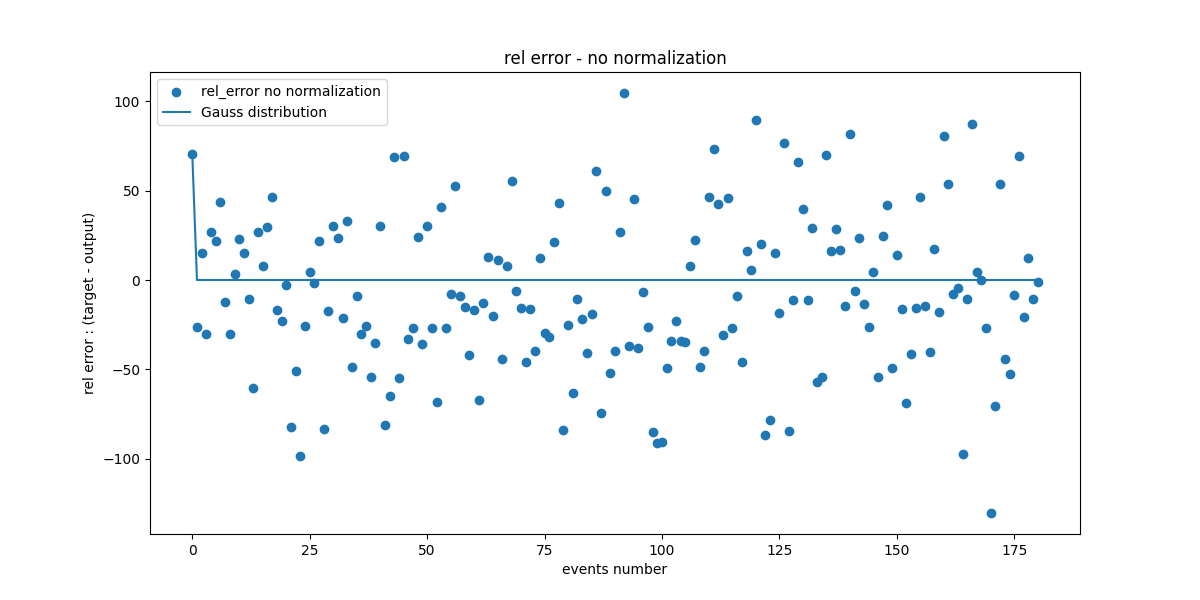 rel error - no normalization
rel_error no normalization
Gauss distribution
rel error : (target - output)
100
50
0
−50
−100
0 25 50 75 100 125 150 175
events number